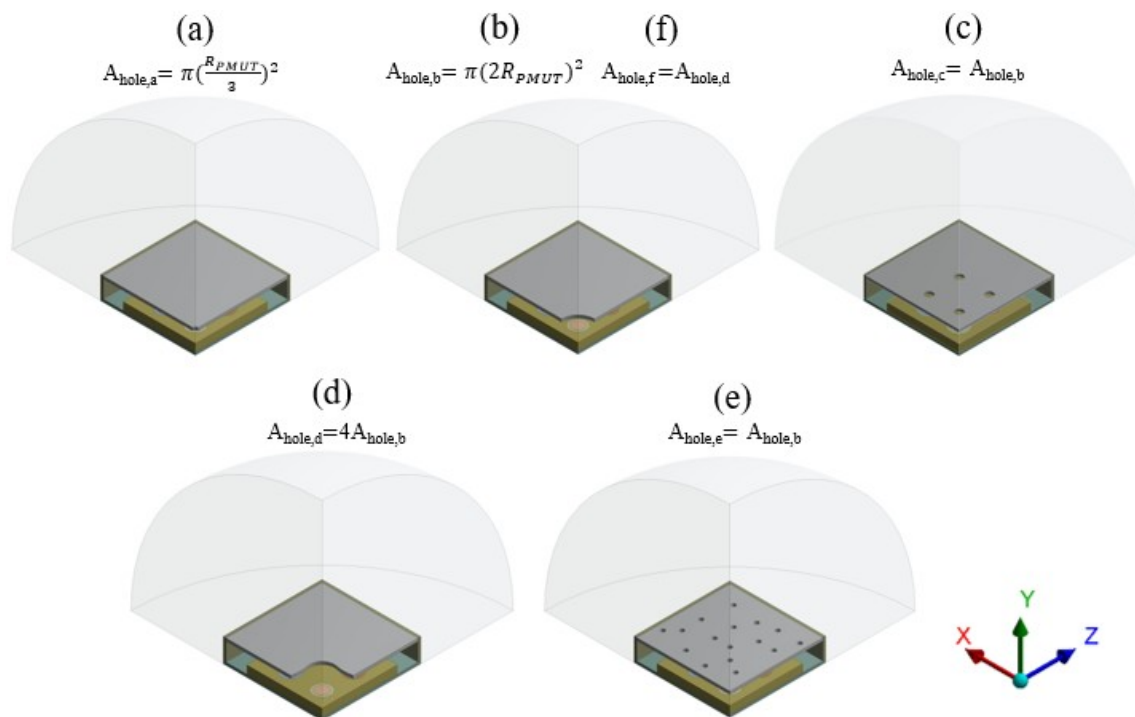 (a)
A_hole,a= π(R_PMUT/3)²
(b) (f)
A_hole,b= π(2R_PMUT)² A_hole,f=A_hole,d
(c)
A_hole,c= A_hole,b
(d)
A_hole,d=4A_hole,b
(e)
A_hole,e= A_hole,b
Y
X
Z